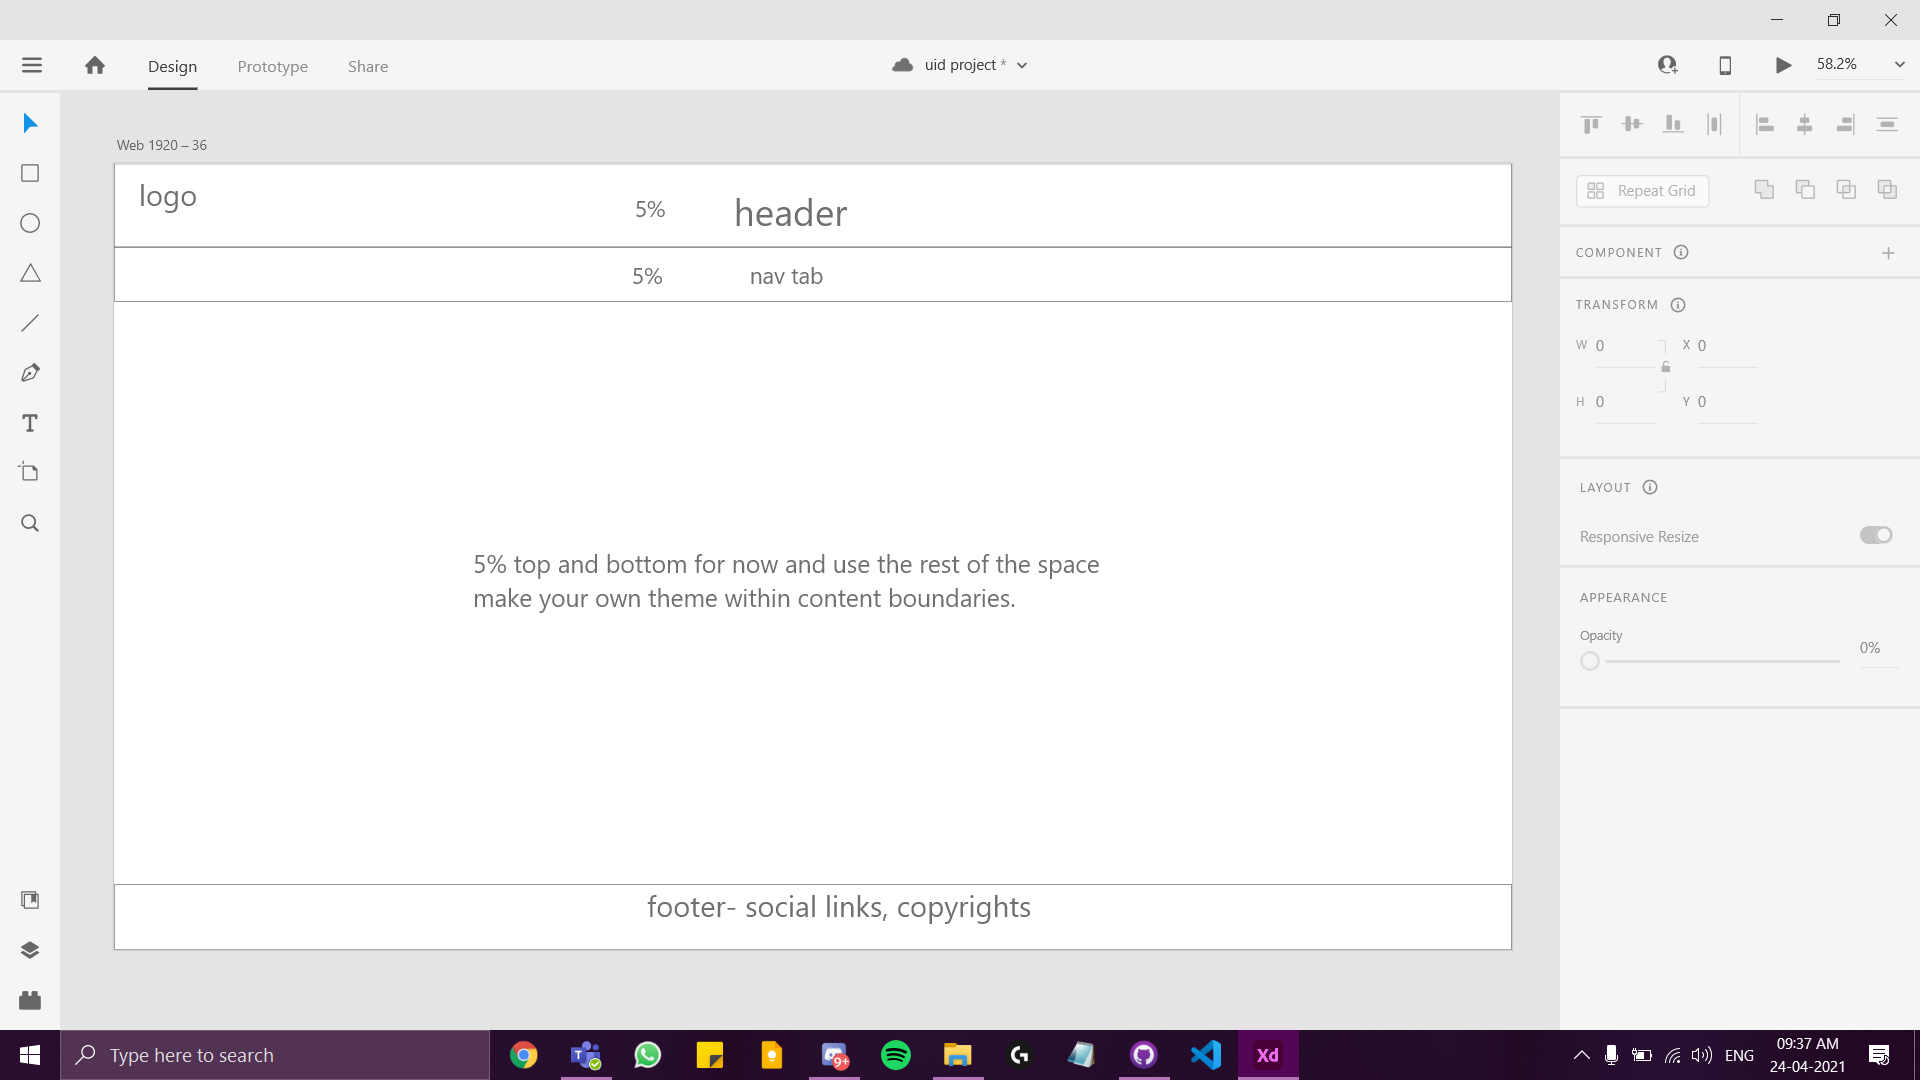 Design
Prototype
Share
uid project *
58.2%
Web 1920 – 36
logo
5%
header
5%
nav tab
5% top and bottom for now and use the rest of the space
make your own theme within content boundaries.
footer- social links, copyrights
Repeat Grid
COMPONENT
TRANSFORM
W 0
X 0
H 0
Y 0
LAYOUT
Responsive Resize
APPEARANCE
Opacity
0%
Type here to search
9+
Xd
ENG
09:37 AM
24-04-2021